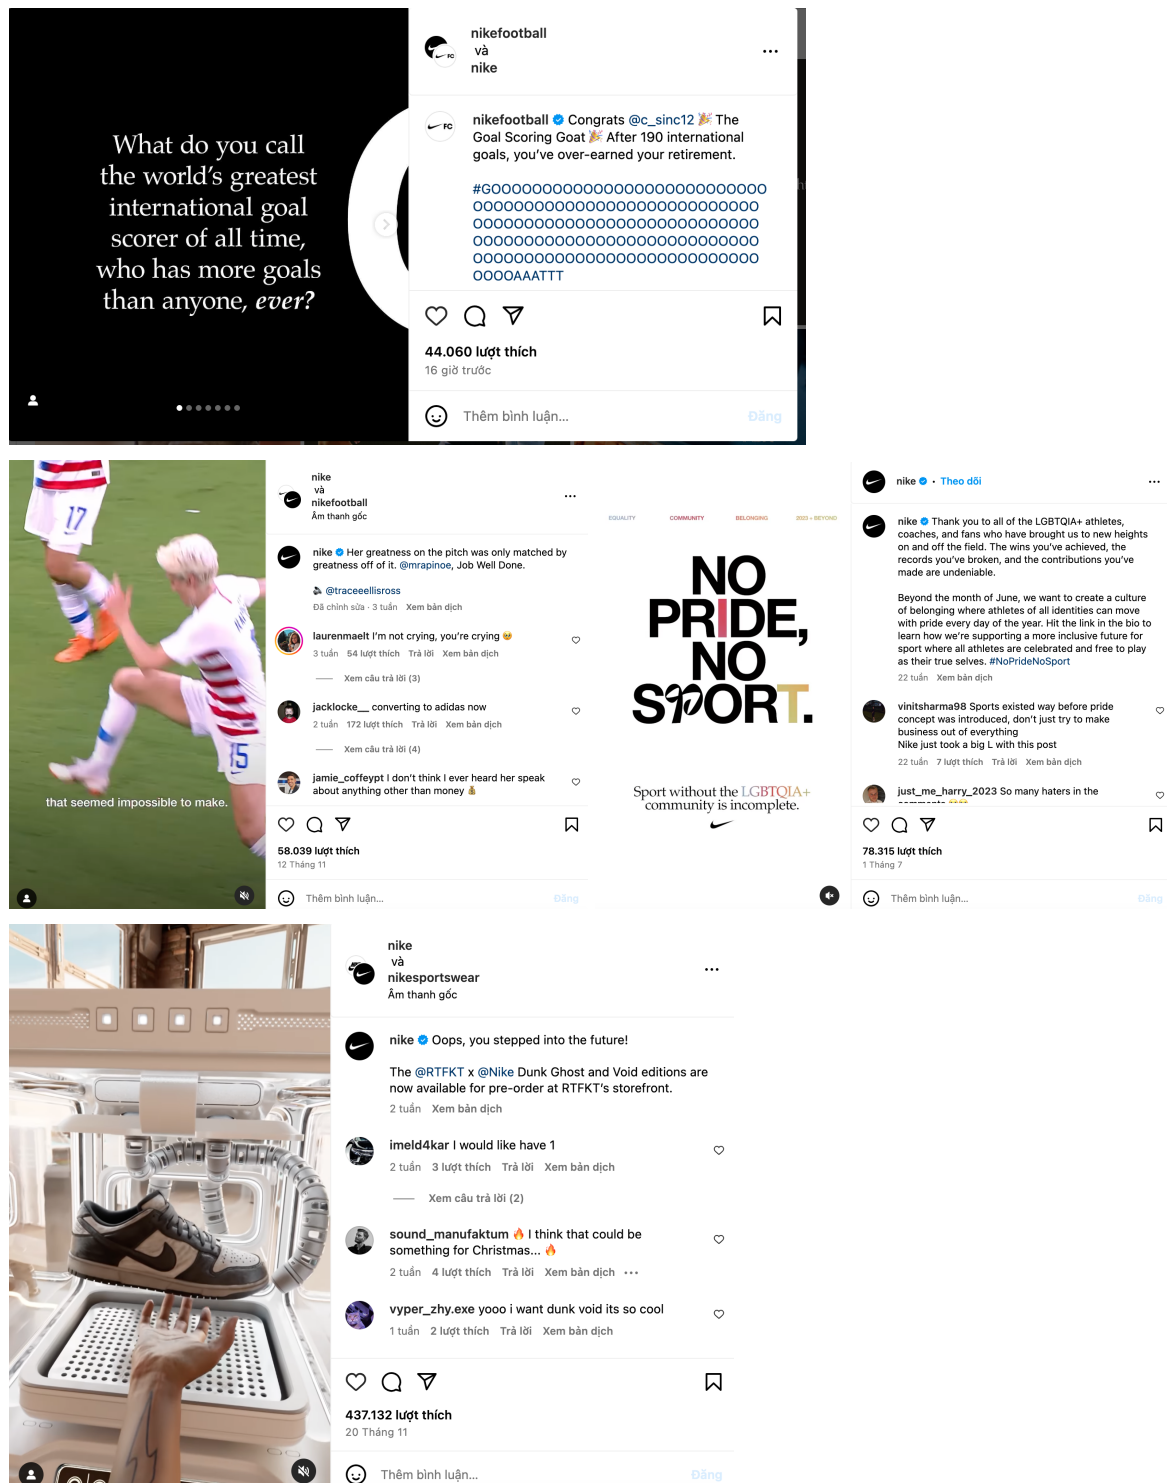 What do you call
the world's greatest
international goal
scorer of all time,
who has more goals
than anyone, ever?
nikefootball
và
nike
FC
nikefootball Congrats @c_sinc12 🎉 The
Goal Scoring Goat 🎉 After 190 international
goals, you've over-earned your retirement.
#GOOOOOOOOOOOOOOOOOOOOOOOOOOO
OOOOOOOOOOOOOOOOOOOOOOOOOOOO
OOOOOOOOOOOOOOOOOOOOOOOOOOOO
OOOOOOOOOOOOOOOOOOOOOOOOOOOO
OOOOOOOOOOOOOOOOOOOOOOOOOOOO
OOOOAAATTT
44.060 lượt thích
16 giờ trước
Thêm bình luận...
Đăng
17
15
that seemed impossible to make.
nike
và
nikefootball
Âm thanh gốc
nike Her greatness on the pitch was only matched by
greatness off of it. @mrapinoe, Job Well Done.
🔈 @traceeellisross
Đã chỉnh sửa · 3 tuần Xem bản dịch
laurenmaelt I'm not crying, you're crying 🥹
3 tuần 54 lượt thích Trả lời Xem bản dịch
Xem câu trả lời (3)
jacklocke__ converting to adidas now
2 tuần 172 lượt thích Trả lời Xem bản dịch
Xem câu trả lời (4)
jamie_coffeypt I don't think I ever heard her speak
about anything other than money 💰
58.039 lượt thích
12 Tháng 11
Thêm bình luận...
Đăng
EQUALITY COMMUNITY BELONGING 2023 + BEYOND
NO
PRIDE,
NO
SPORT.
Sport without the LGBTQIA+
community is incomplete.
nike • Theo dõi
nike Thank you to all of the LGBTQIA+ athletes,
coaches, and fans who have brought us to new heights
on and off the field. The wins you've achieved, the
records you've broken, and the contributions you've
made are undeniable.
Beyond the month of June, we want to create a culture
of belonging where athletes of all identities can move
with pride every day of the year. Hit the link in the bio to
learn how we're supporting a more inclusive future for
sport where all athletes are celebrated and free to play
as their true selves. #NoPrideNoSport
22 tuần Xem bản dịch
vinitsharma98 Sports existed way before pride
concept was introduced, don't just try to make
business out of everything
Nike just took a big L with this post
22 tuần 7 lượt thích Trả lời Xem bản dịch
just_me_harry_2023 So many haters in the
comments
78.315 lượt thích
1 Tháng 7
Thêm bình luận...
Đăng
nike
và
nikesportswear
Âm thanh gốc
nike Oops, you stepped into the future!
The @RTFKT x @Nike Dunk Ghost and Void editions are
now available for pre-order at RTFKT's storefront.
2 tuần Xem bản dịch
imeld4kar I would like have 1
2 tuần 3 lượt thích Trả lời Xem bản dịch
Xem câu trả lời (2)
sound_manufaktum 🔥 I think that could be
something for Christmas... 🔥
2 tuần 4 lượt thích Trả lời Xem bản dịch
vyper_zhy.exe yooo i want dunk void its so cool
1 tuần 2 lượt thích Trả lời Xem bản dịch
437.132 lượt thích
20 Tháng 11
Thêm bình luận...
Đăng